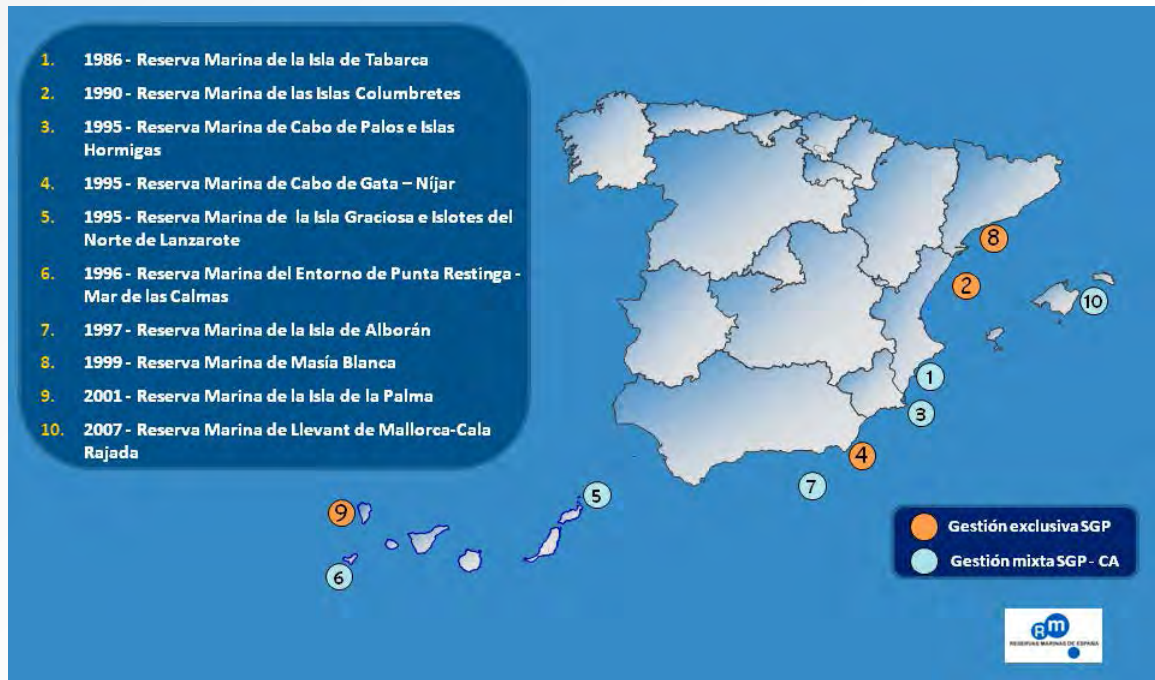 1. 1986 - Reserva Marina de la Isla de Tabarca
2. 1990 - Reserva Marina de las Islas Columbretes
3. 1995 - Reserva Marina de Cabo de Palos e Islas
Hormigas
4. 1995 - Reserva Marina de Cabo de Gata – Níjar
5. 1995 - Reserva Marina de la Isla Graciosa e Islotes del
Norte de Lanzarote
6. 1996 - Reserva Marina del Entorno de Punta Restinga -
Mar de las Calmas
7. 1997 - Reserva Marina de la Isla de Alborán
8. 1999 - Reserva Marina de Masía Blanca
9. 2001 - Reserva Marina de la Isla de la Palma
10. 2007 - Reserva Marina de Llevant de Mallorca-Cala
Rajada
8
2
10
1
3
4
7
5
9
6
Gestión exclusiva SGP
Gestión mixta SGP - CA
Rm
RESERVAS MARINAS DE ESPAÑA